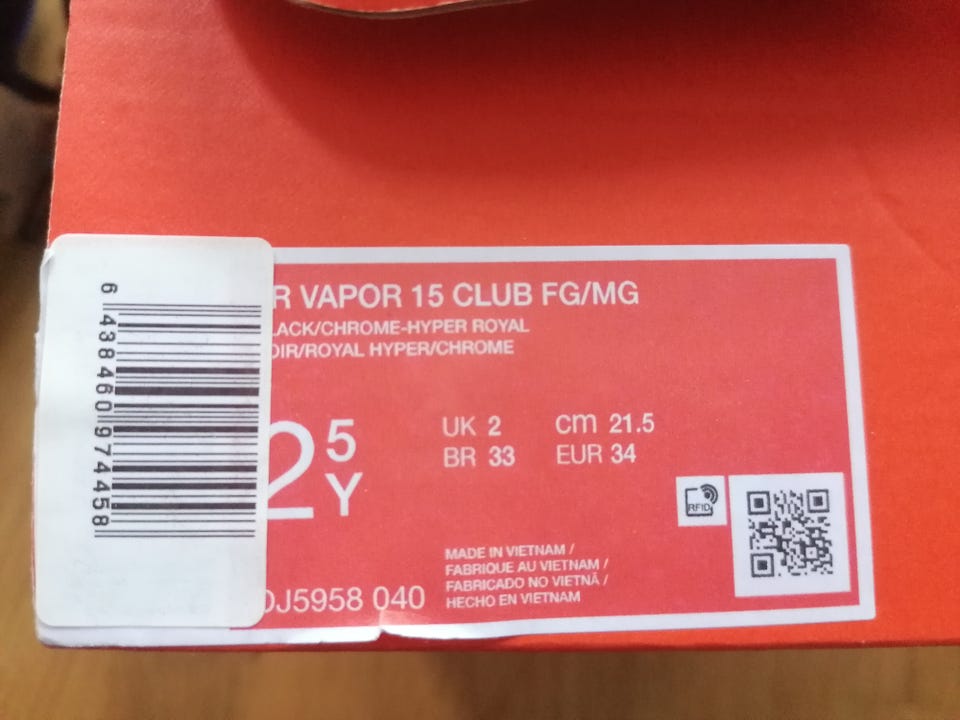 6 438460 974458
R VAPOR 15 CLUB FG/MG
LACK/CHROME-HYPER ROYAL
OIR/ROYAL HYPER/CHROME
2 5 Y
UK 2 cm 21.5
BR 33 EUR 34
RFID
MADE IN VIETNAM /
FABRIQUE AU VIETNAM /
FABRICADO NO VIETNÃ /
HECHO EN VIETNAM
DJ5958 040